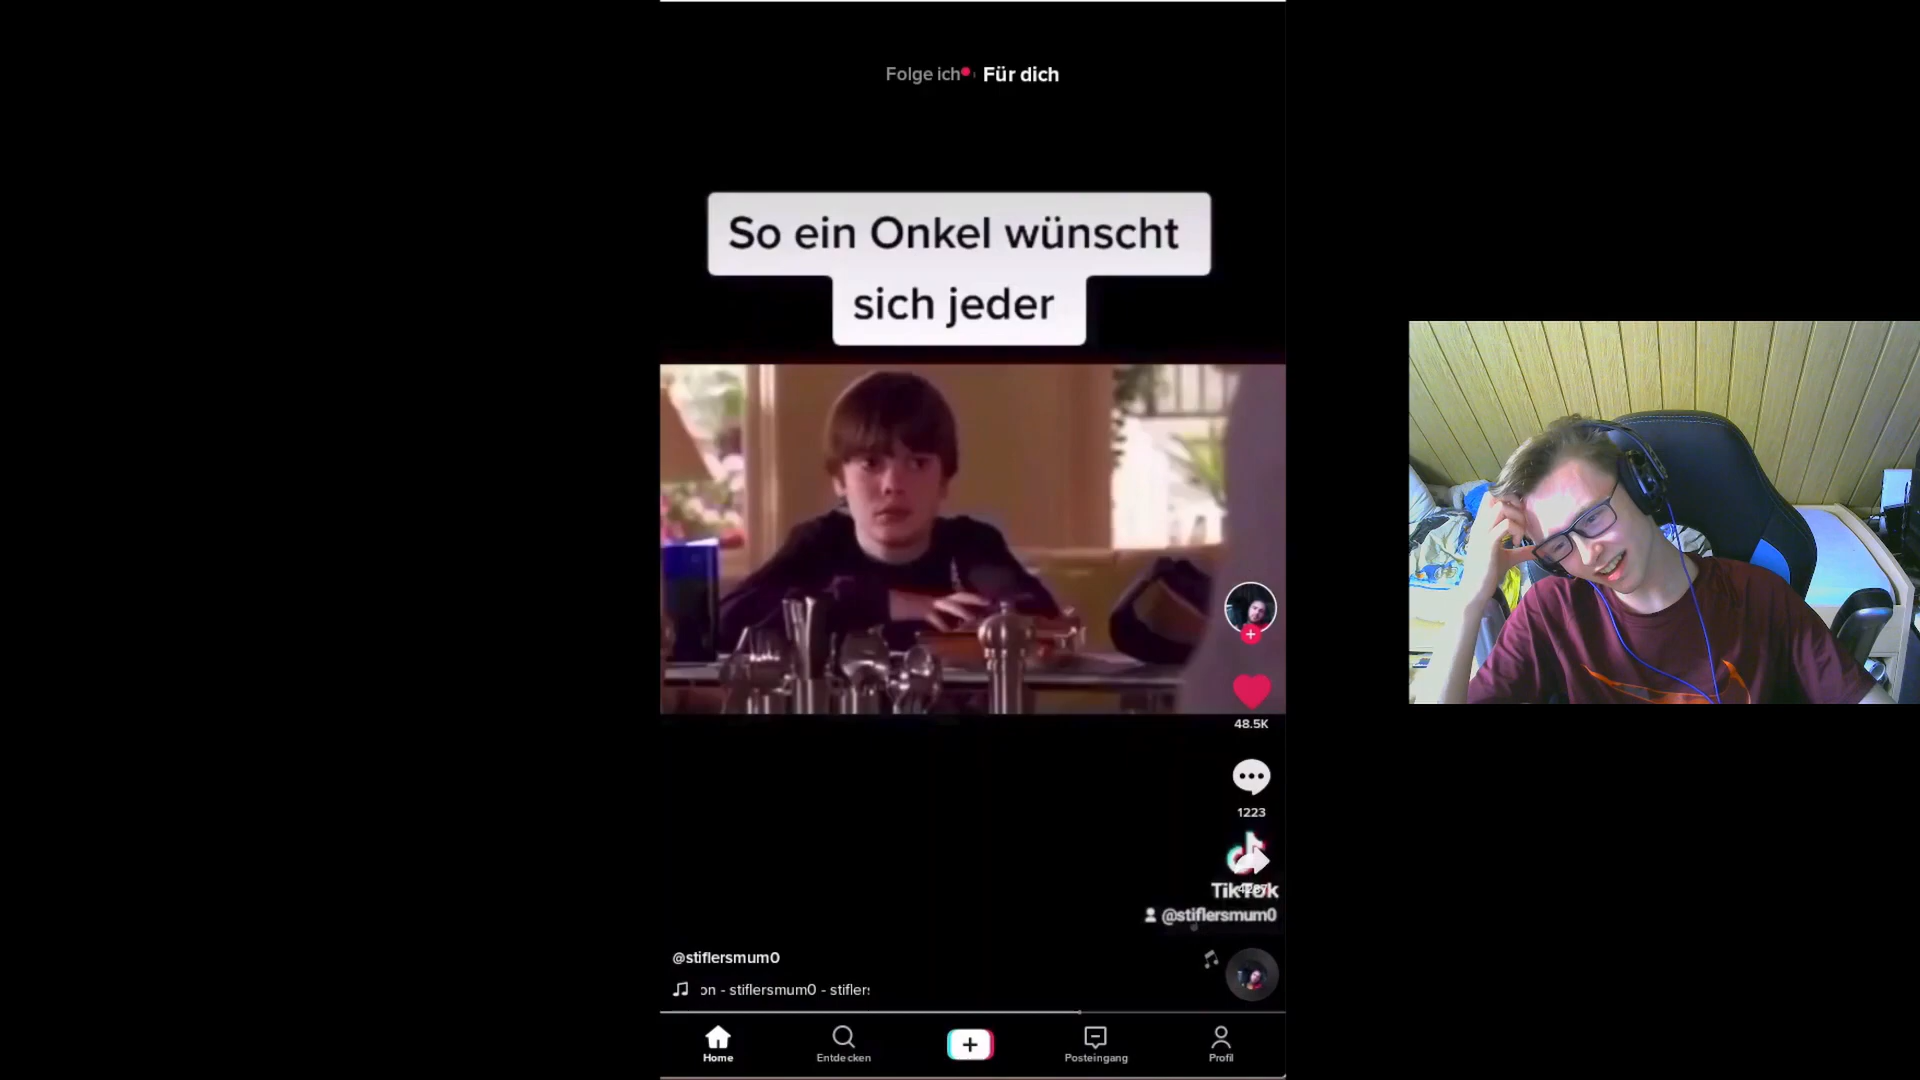 Folge ich Für dich
So ein Onkel wünscht
sich jeder
48.5K
1223
TikTok
@stiflersmum0
@stiflersmum0
on - stiflersmum0 - stiflers
Home Entdecken Posteingang Profil